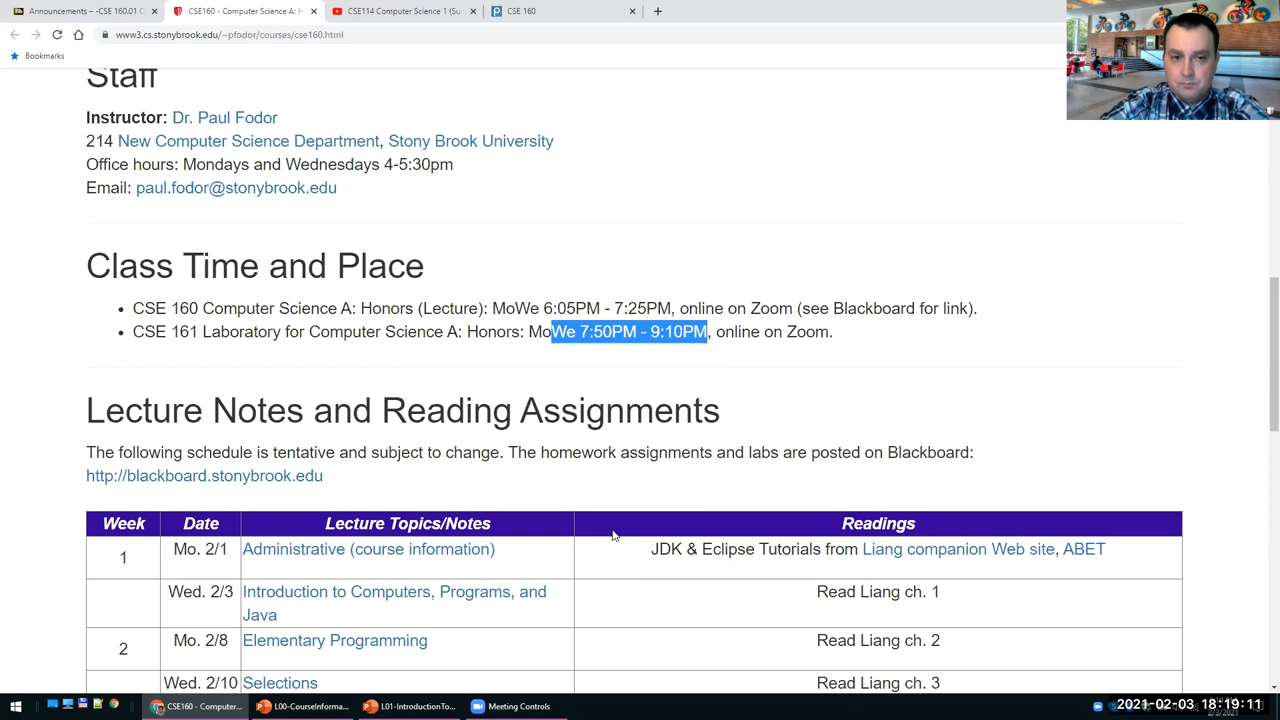 Announcements – -CSE 160.01 C
CSE160 - Computer Science A: H
CSE114 Computer Science 1 (Su
CSE 160
www3.cs.stonybrook.edu/~pfodor/courses/cse160.html
Bookmarks
Staff
Instructor: Dr. Paul Fodor
214 New Computer Science Department, Stony Brook University
Office hours: Mondays and Wednesdays 4-5:30pm
Email: paul.fodor@stonybrook.edu
Class Time and Place
• CSE 160 Computer Science A: Honors (Lecture): MoWe 6:05PM - 7:25PM, online on Zoom (see Blackboard for link).
• CSE 161 Laboratory for Computer Science A: Honors: MoWe 7:50PM - 9:10PM, online on Zoom.
Lecture Notes and Reading Assignments
The following schedule is tentative and subject to change. The homework assignments and labs are posted on Blackboard:
http://blackboard.stonybrook.edu
Week Date Lecture Topics/Notes Readings
1 Mo. 2/1 Administrative (course information) JDK & Eclipse Tutorials from Liang companion Web site, ABET
Wed. 2/3 Introduction to Computers, Programs, and Read Liang ch. 1
Java
2 Mo. 2/8 Elementary Programming Read Liang ch. 2
Wed. 2/10 Selections Read Liang ch. 3
CSE160 - Computer...
L00-CourseInforma...
L01-IntroductionTo...
Meeting Controls
2021-02-03 18:19:11